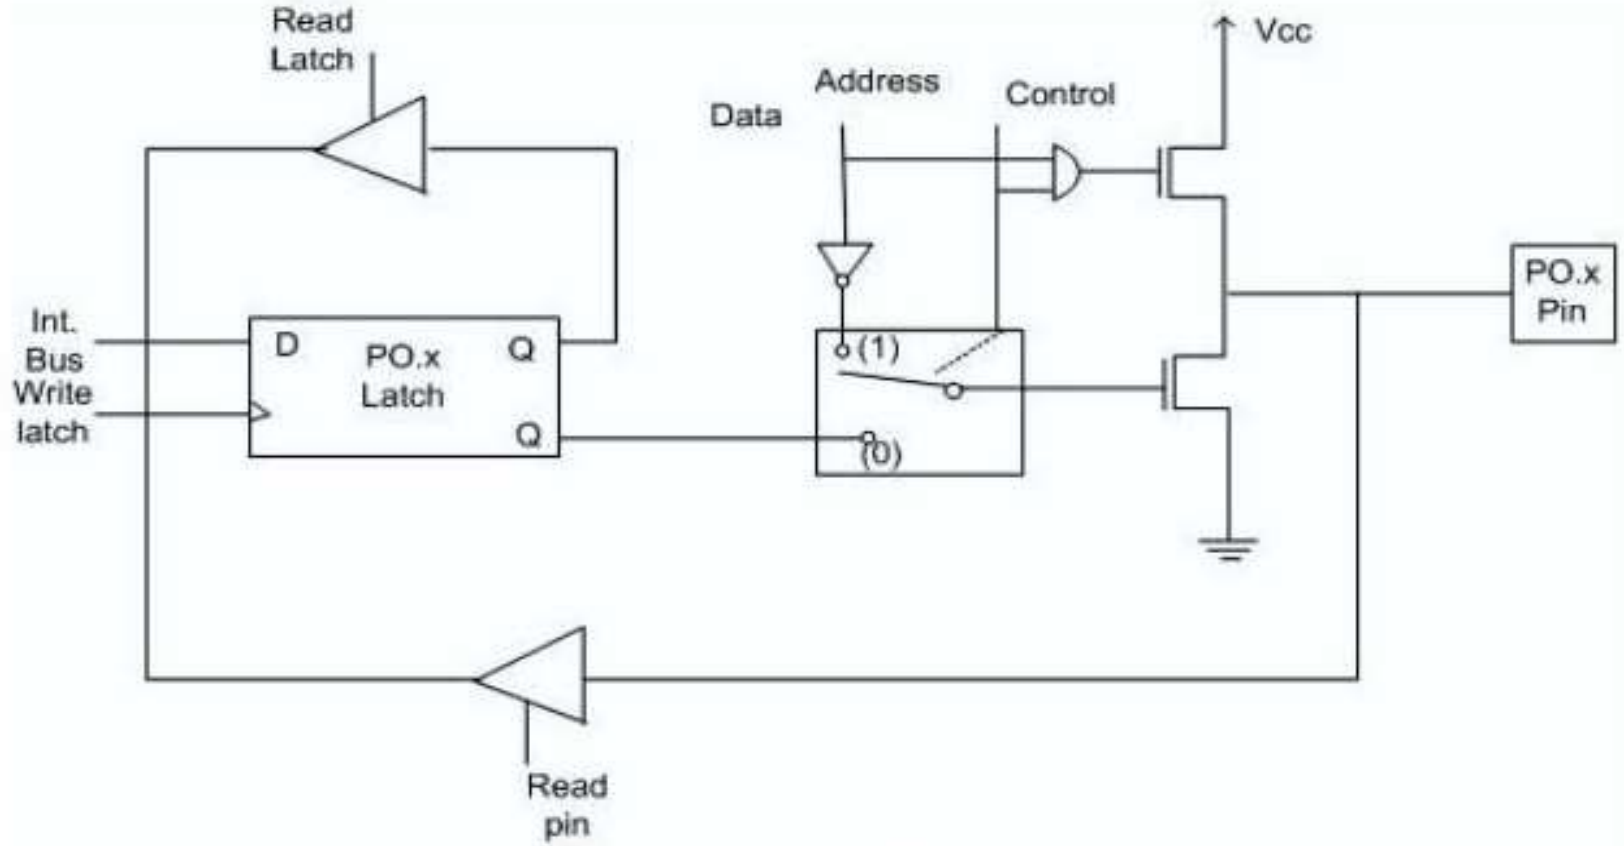 Read
Latch
Vcc
Address
Control
Data
PO.x
Pin
Int.
Bus
Write
latch
D
PO.x
Latch
Q
Q
(1)
(0)
Read
pin